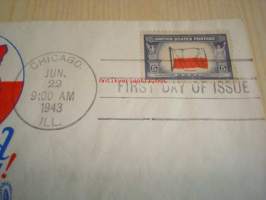 CHICAGO,
JUN.
22
9:00 AM
1943
ILL.
UNITED STATES POSTAGE
FIRST DAY OF ISSUE